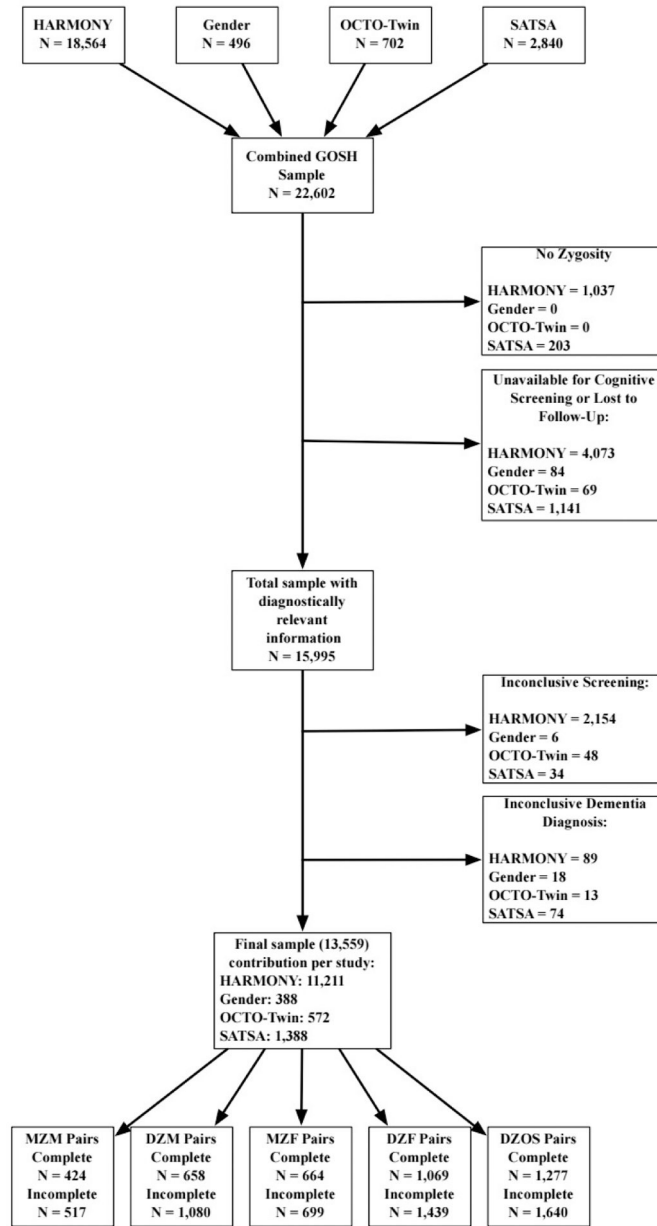 HARMONY
N = 18,564
Gender
N = 496
OCTO-Twin
N = 702
SATSA
N = 2,840
Combined GOSH
Sample
N = 22,602
No Zygosity
HARMONY = 1,037
Gender = 0
OCTO-Twin = 0
SATSA = 203
Unavailable for Cognitive
Screening or Lost to
Follow-Up:
HARMONY = 4,073
Gender = 84
OCTO-Twin = 69
SATSA = 1,141
Total sample with
diagnostically
relevant
information
N = 15,995
Inconclusive Screening:
HARMONY = 2,154
Gender = 6
OCTO-Twin = 48
SATSA = 34
Inconclusive Dementia
Diagnosis:
HARMONY = 89
Gender = 18
OCTO-Twin = 13
SATSA = 74
Final sample (13,559)
contribution per study:
HARMONY: 11,211
Gender: 388
OCTO-Twin: 572
SATSA: 1,388
MZM Pairs
Complete
N = 424
Incomplete
N = 517
DZM Pairs
Complete
N = 658
Incomplete
N = 1,080
MZF Pairs
Complete
N = 664
Incomplete
N = 699
DZF Pairs
Complete
N = 1,069
Incomplete
N = 1,439
DZOS Pairs
Complete
N = 1,277
Incomplete
N = 1,640